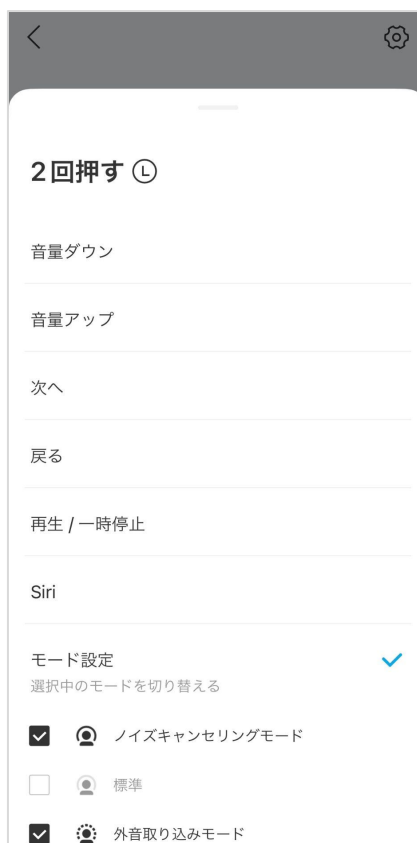 2回押す Ⓛ
音量ダウン
音量アップ
次へ
戻る
再生 / 一時停止
Siri
モード設定
選択中のモードを切り替える
ノイズキャンセリングモード
標準
外音取り込みモード